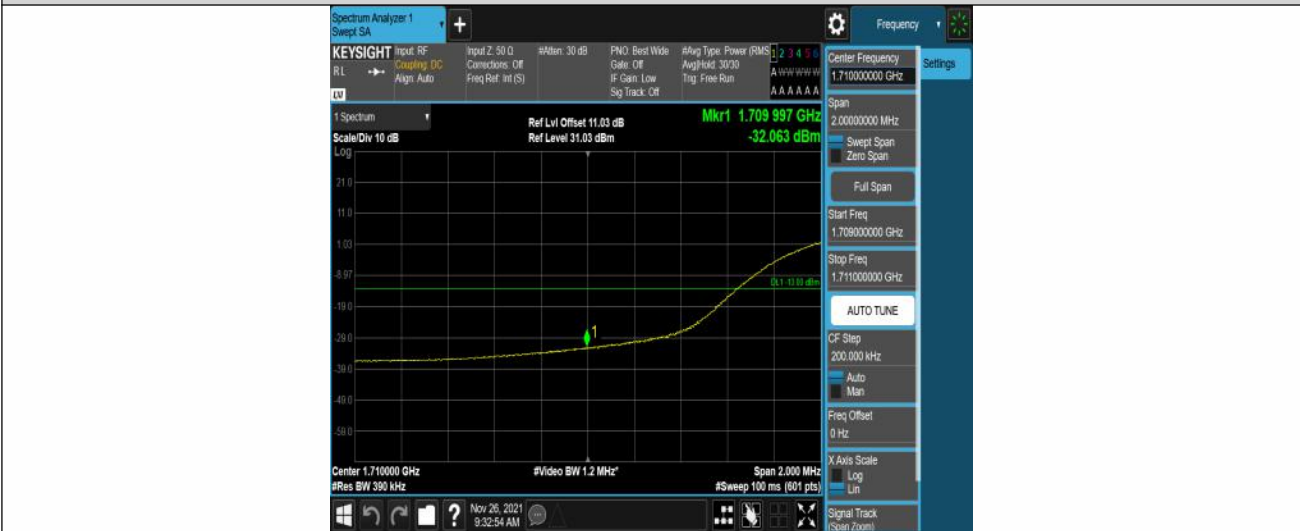 Spectrum Analyzer 1
Swept SA
+
Frequency
KEYSIGHT
RL
LV
Input: RF
Coupling: DC
Align: Auto
Input Z: 50 Ω
Corrections: Off
Freq Ref: Int (S)
#Atten: 30 dB
PNO: Best Wide
Gate: Off
IF Gain: Low
Sig Track: Off
#Avg Type: Power (RMS
Avg|Hold: 30/30
Trig: Free Run
1 2 3 4 5 6
A W W W W W
A A A A A A
Center Frequency
1.710000000 GHz
Settings
Span
2.00000000 MHz
Swept Span
Zero Span
Full Span
Start Freq
1.709000000 GHz
Stop Freq
1.711000000 GHz
AUTO TUNE
CF Step
200.000 kHz
Auto
Man
Freq Offset
0 Hz
X Axis Scale
Log
Lin
Signal Track
(Span Zoom)
1 Spectrum
Scale/Div 10 dB
Log
Ref Lvl Offset 11.03 dB
Ref Level 31.03 dBm
Mkr1 1.709 997 GHz
-32.063 dBm
21.0
11.0
1.03
-8.97
-19.0
-29.0
-39.0
-49.0
-59.0
DL1 -13.00 dBm
1
Center 1.710000 GHz
#Res BW 390 kHz
#Video BW 1.2 MHz*
Span 2.000 MHz
#Sweep 100 ms (601 pts)
?
Nov 26, 2021
9:32:54 AM